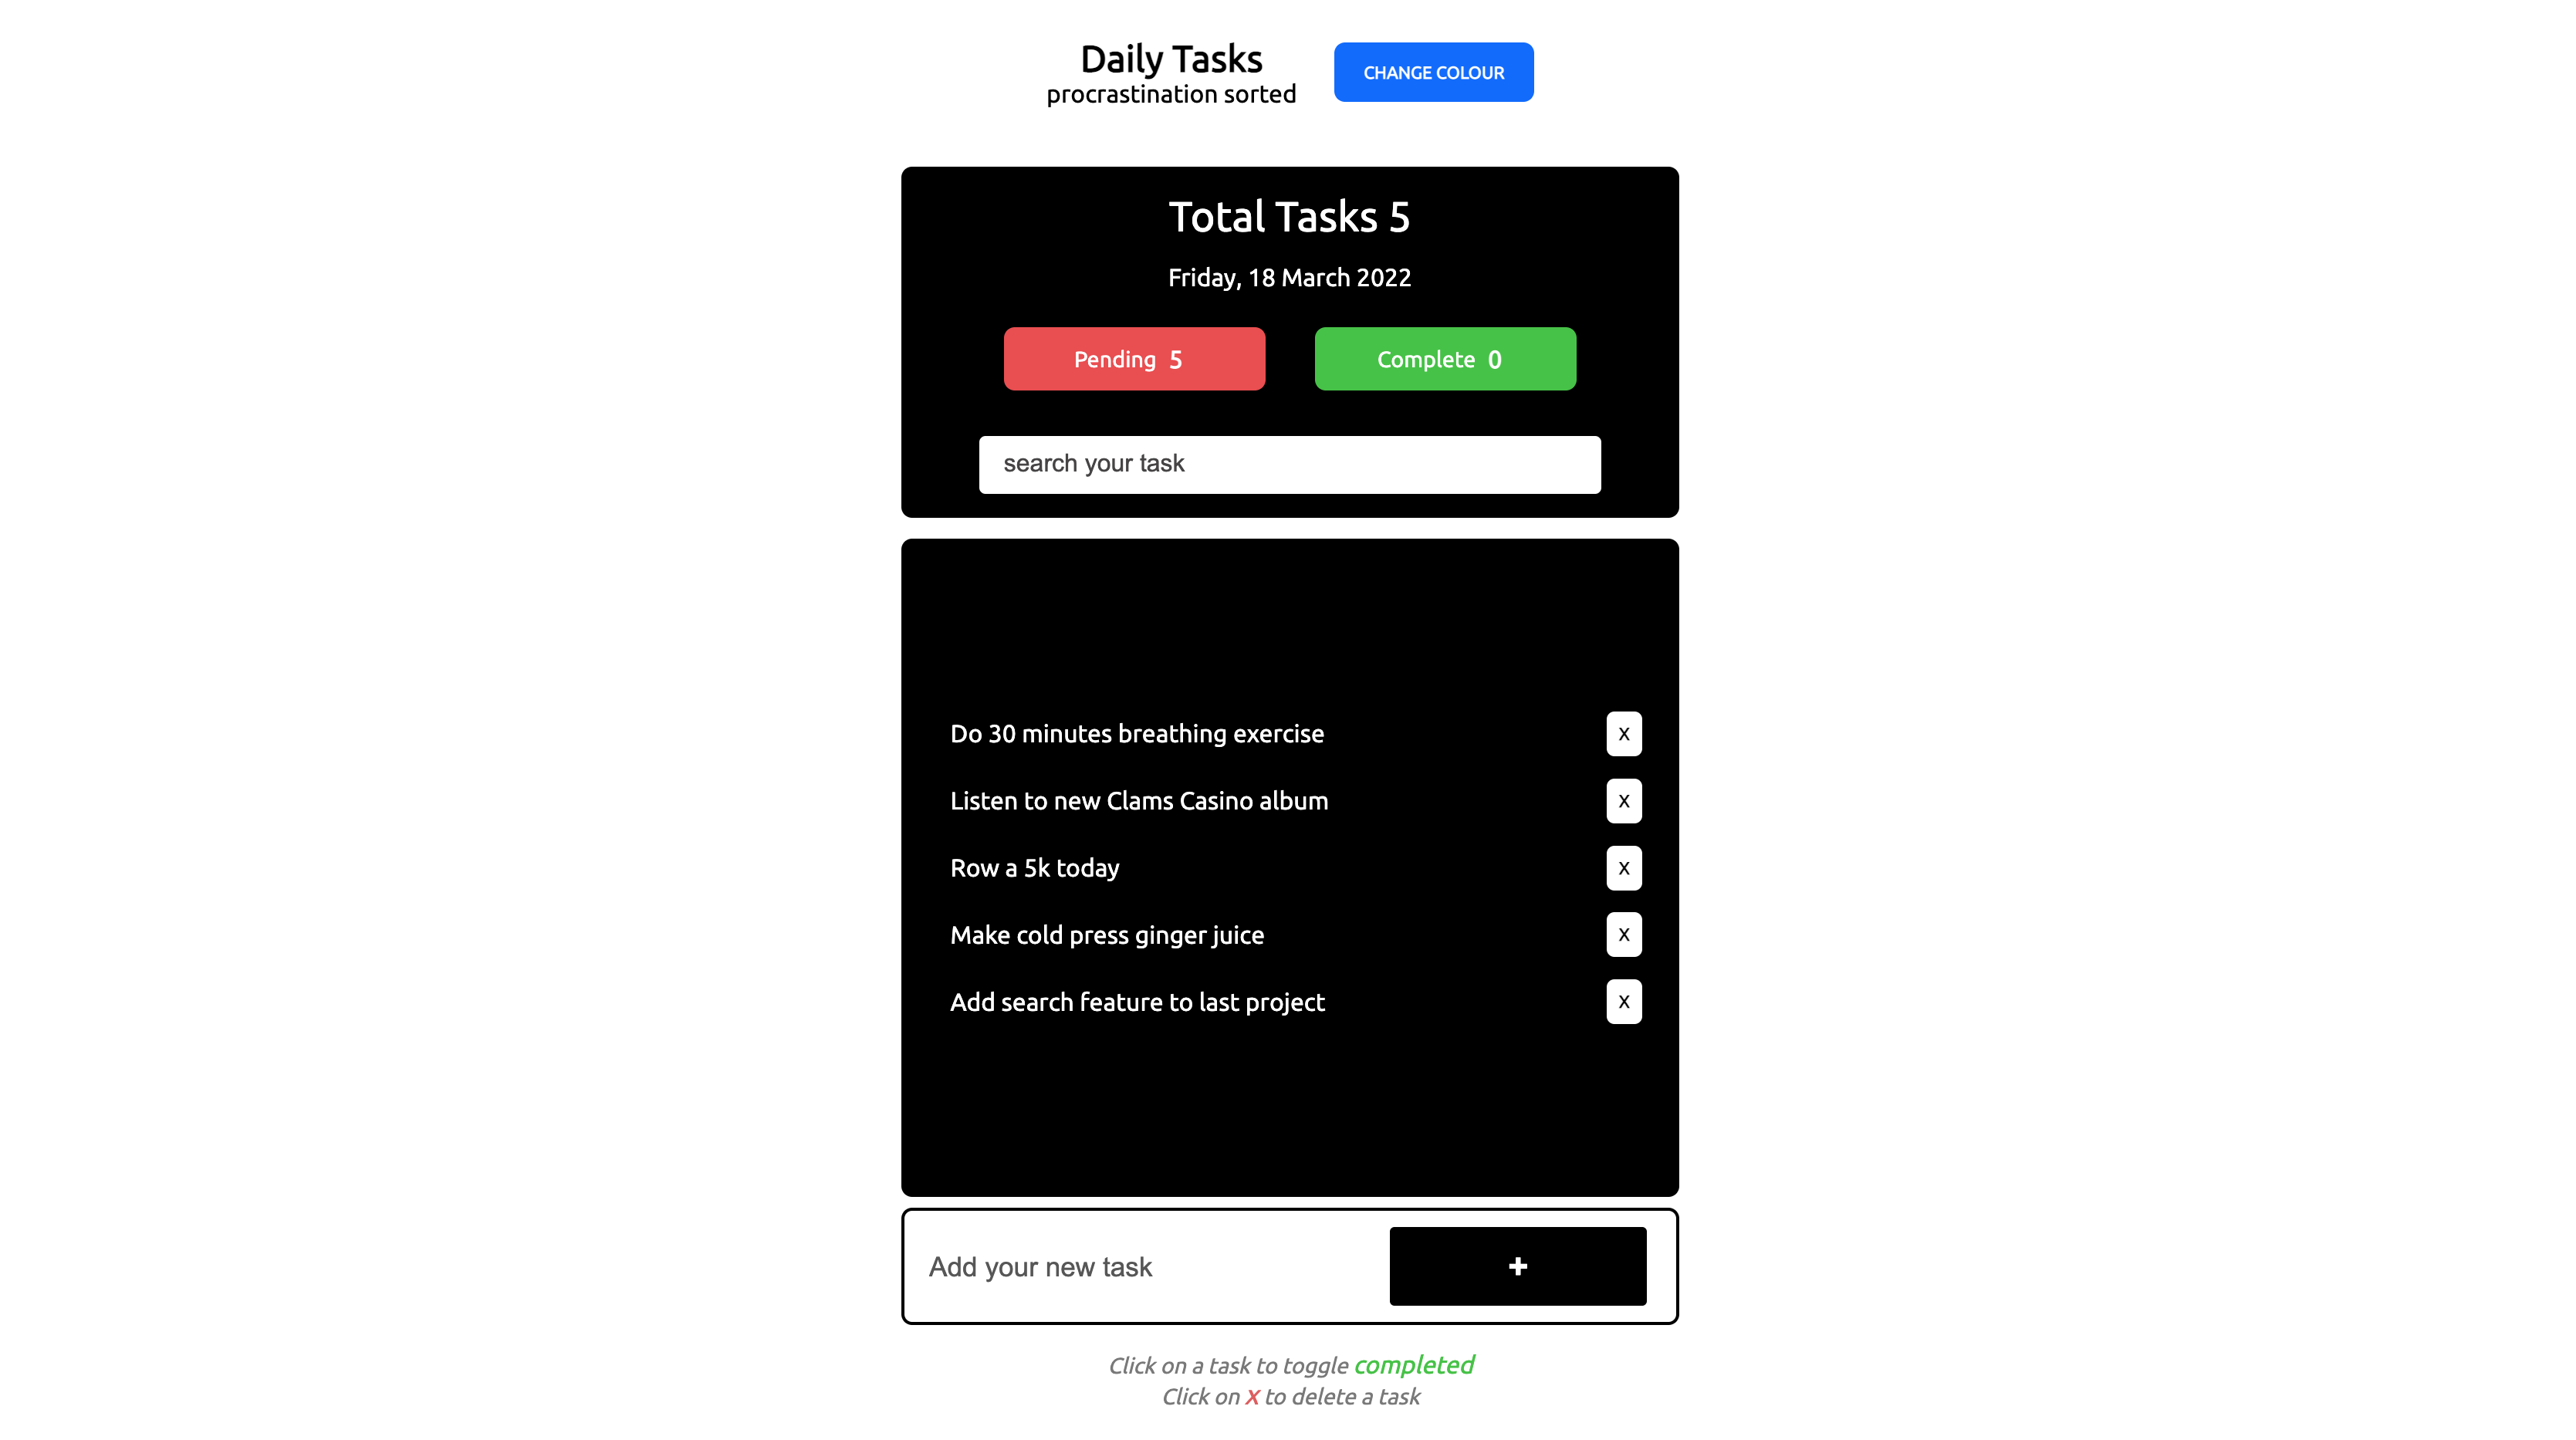 Daily Tasks
procrastination sorted
CHANGE COLOUR
Total Tasks 5
Friday, 18 March 2022
Pending 5
Complete 0
search your task
Do 30 minutes breathing exercise
X
Listen to new Clams Casino album
X
Row a 5k today
X
Make cold press ginger juice
X
Add search feature to last project
X
Add your new task
+
Click on a task to toggle completed
Click on X to delete a task